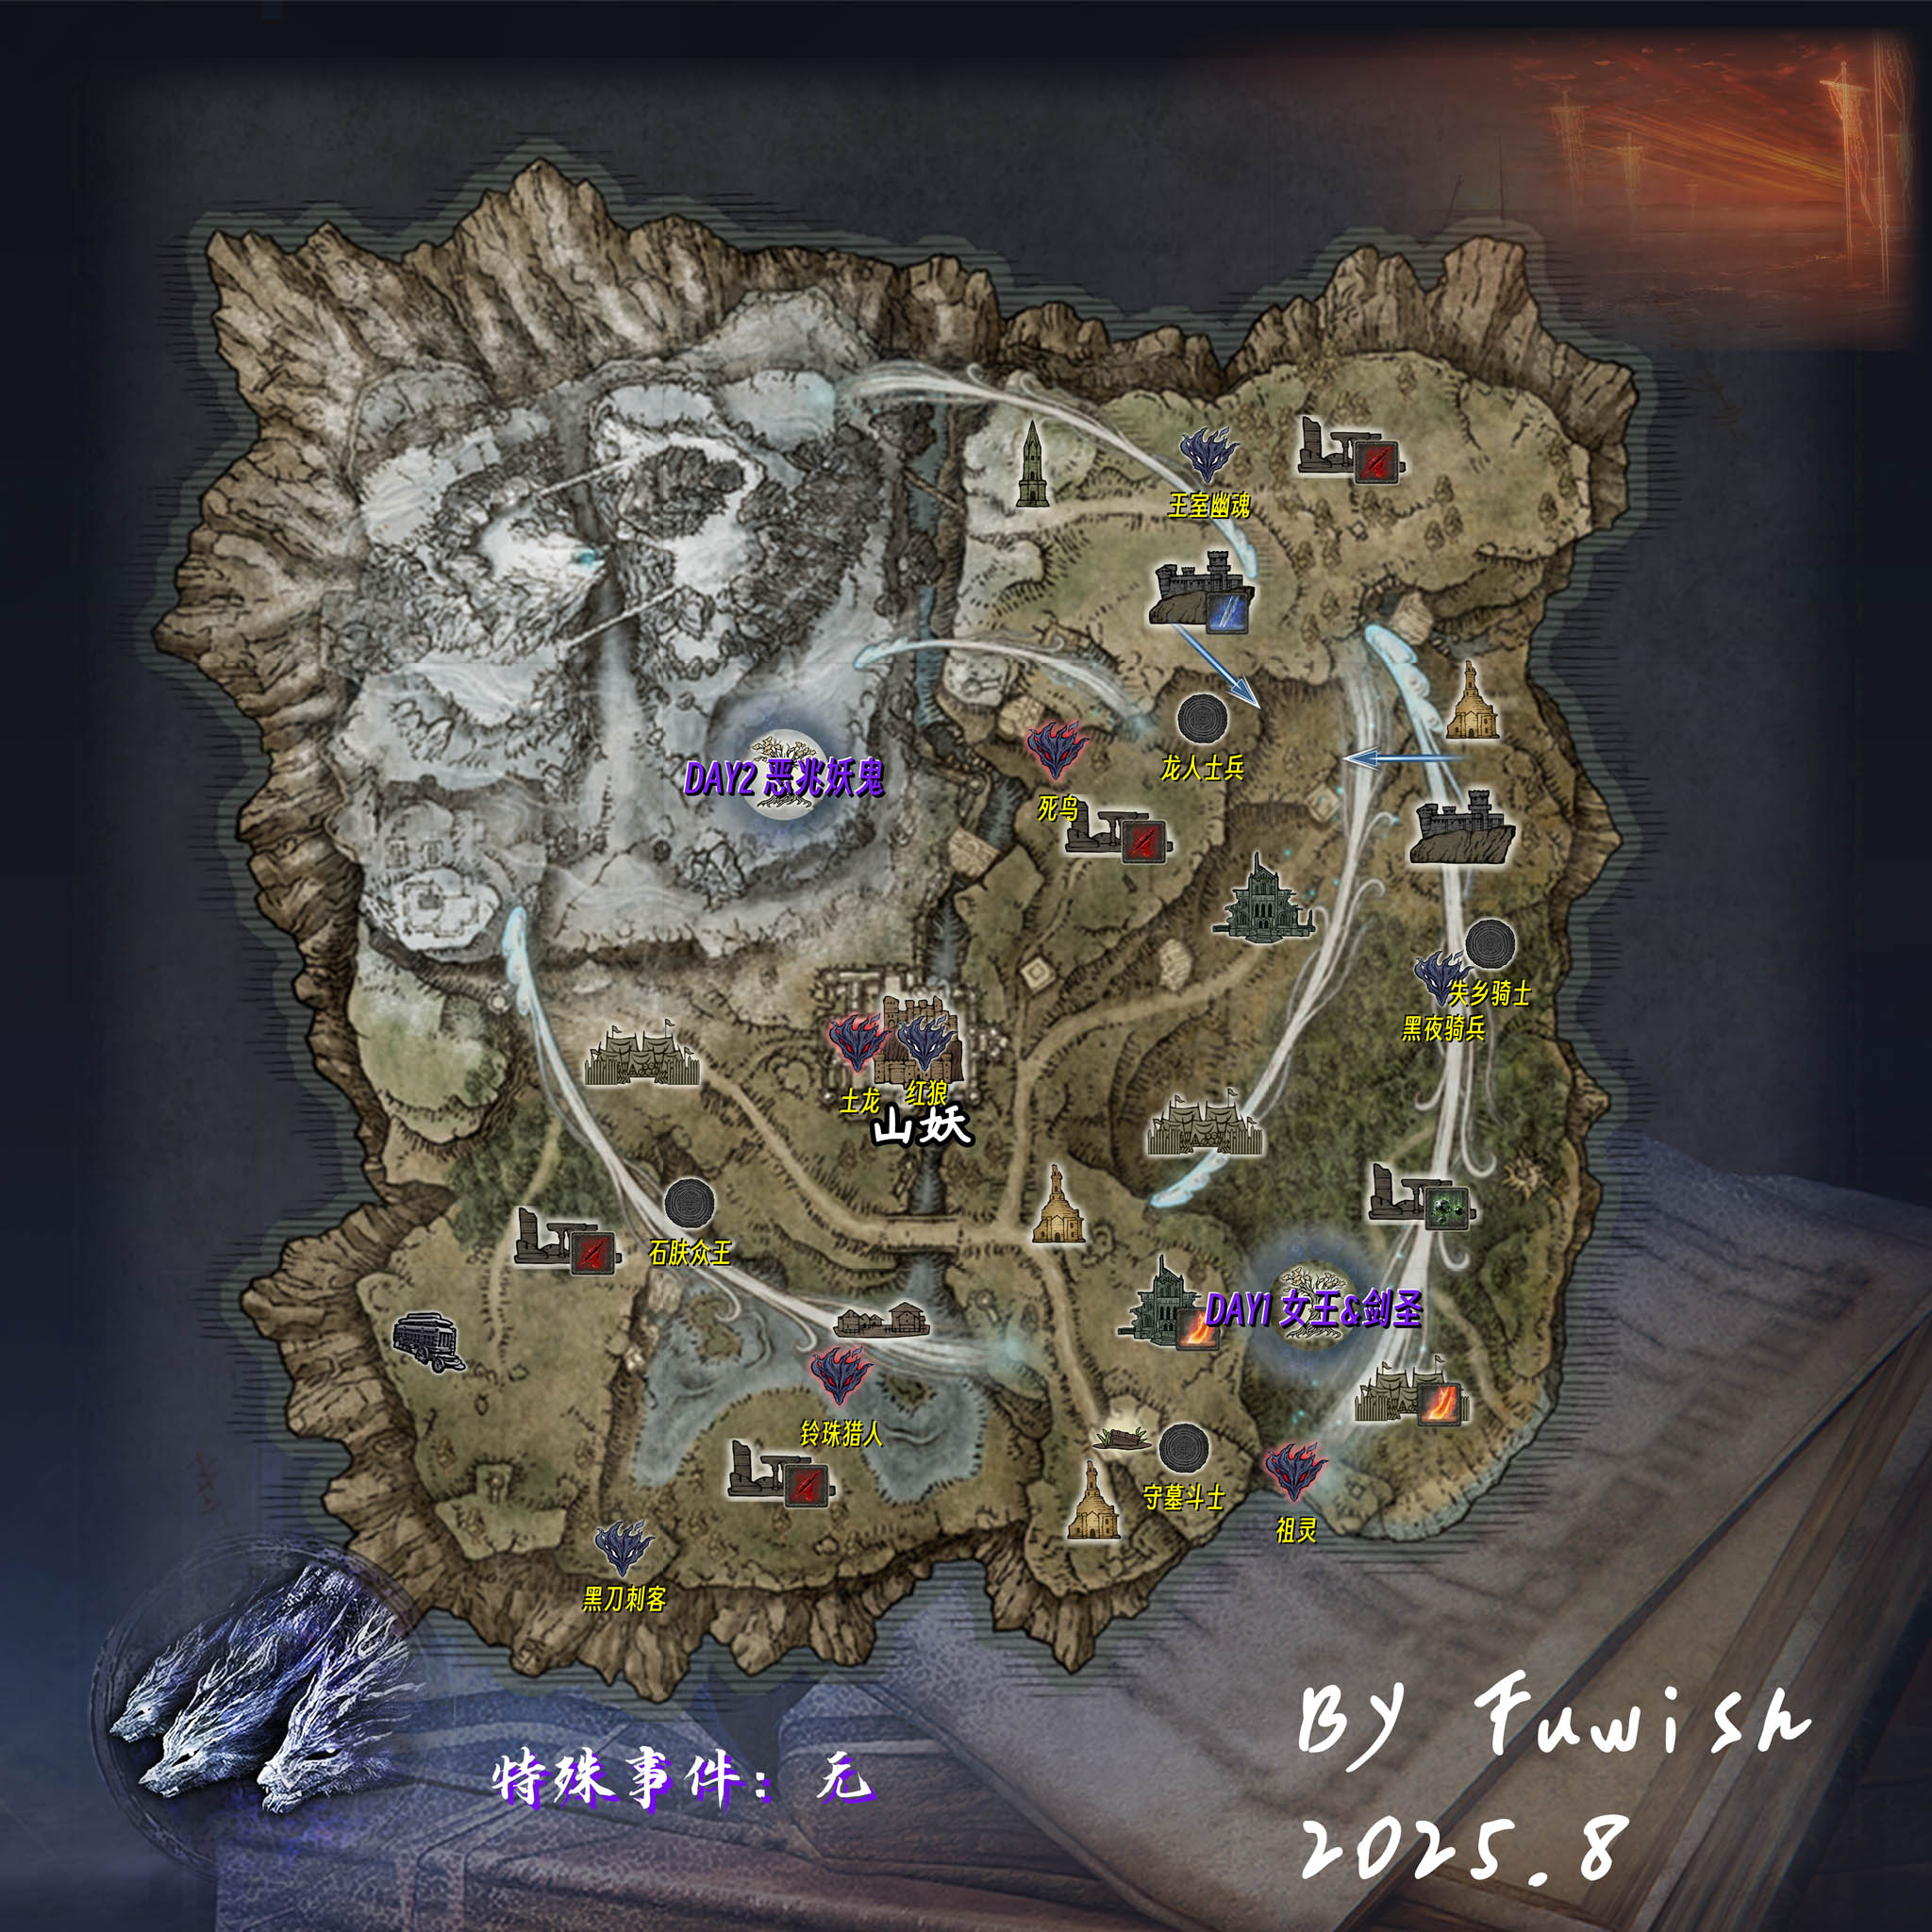 王室幽魂
龙人士兵
DAY2 恶兆妖鬼
死鸟
失乡骑士
黑夜骑兵
土龙
红狼
山妖
石肤众王
DAY1 女王&剑圣
铃珠猎人
守墓斗士
祖灵
黑刀刺客
特殊事件：无
By Fuwish
2025.8